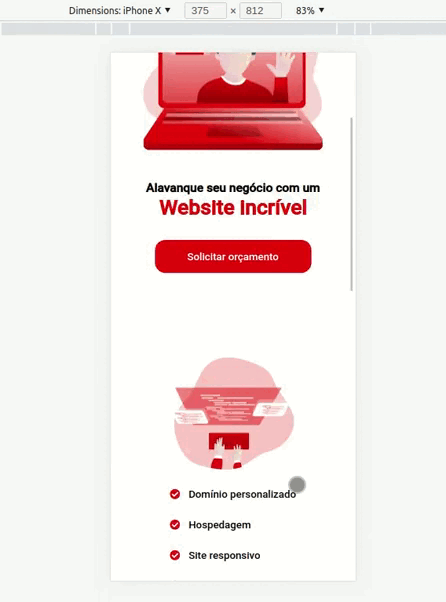 Dimensions: iPhone X ▼ 375 × 812 83% ▼
Alavanque seu negócio com um
Website Incrível
Solicitar orçamento
Domínio personalizado
Hospedagem
Site responsivo